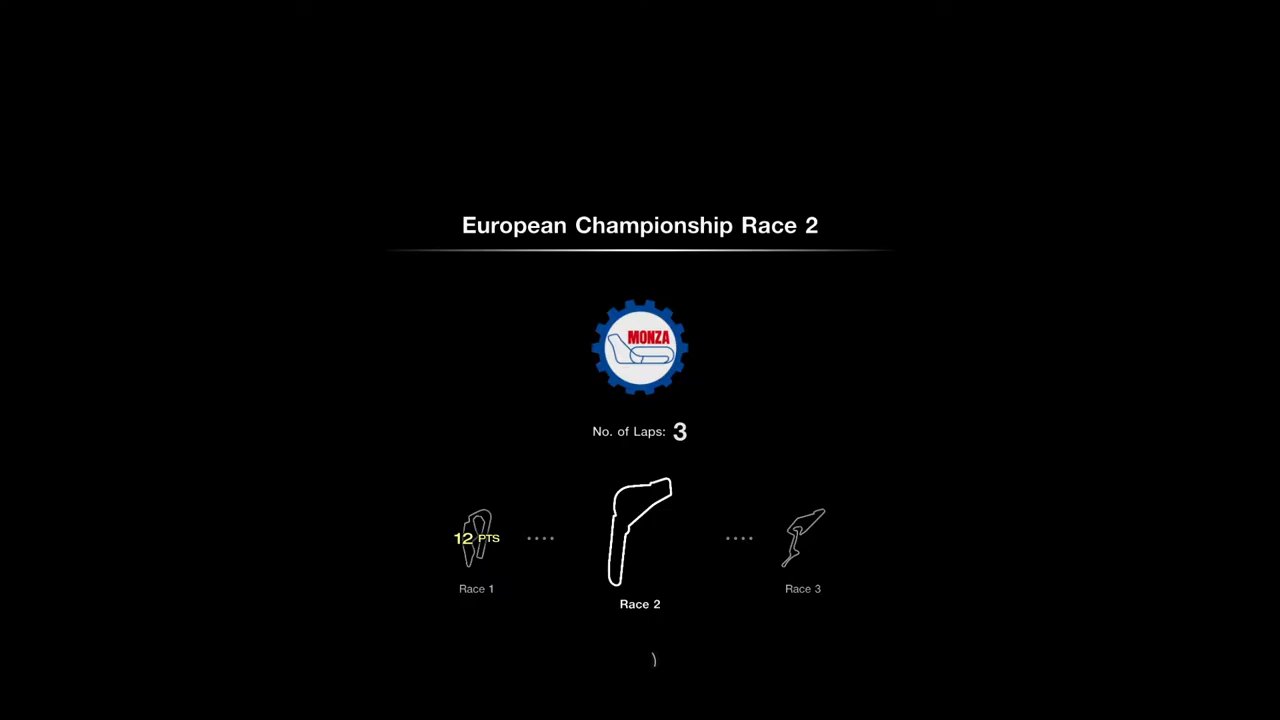 European Championship Race 2
MONZA
No. of Laps: 3
12 PTS
Race 1
Race 2
Race 3